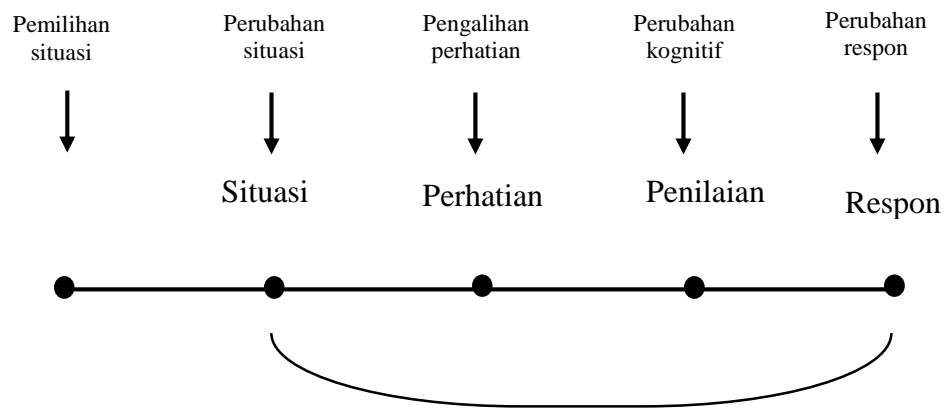 Pemilihan
situasi
Perubahan
situasi
Pengalihan
perhatian
Perubahan
kognitif
Perubahan
respon
Situasi
Perhatian
Penilaian
Respon